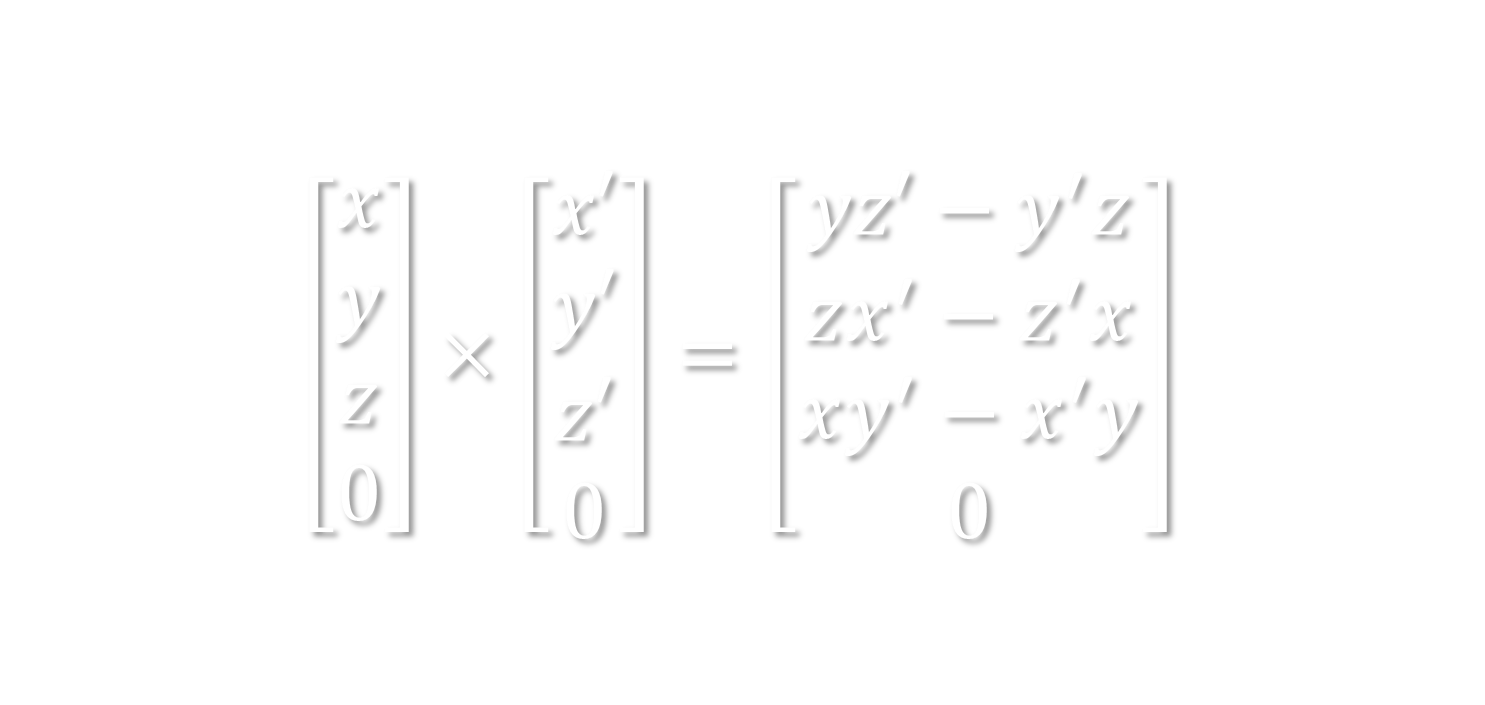 [x y z 0] × [x′ y′ z′ 0] = [yz′ − y′z zx′ − z′x xy′ − x′y 0]